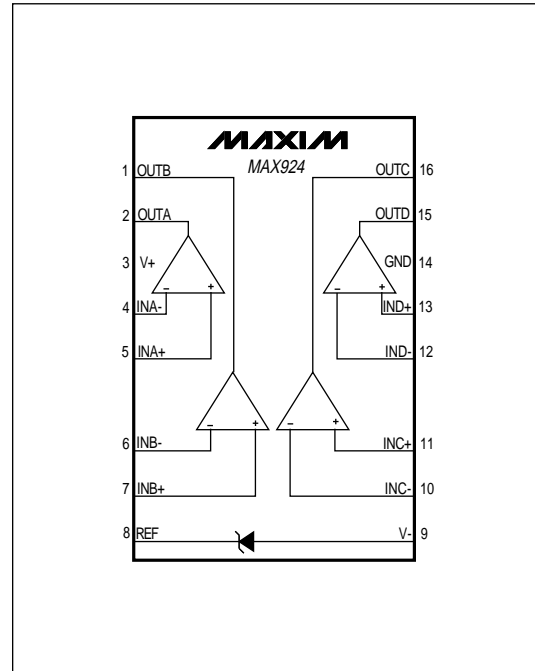 MAXIM
MAX924
1 OUTB
OUTC 16
2 OUTA
OUTD 15
3 V+
GND 14
- +
- +
4 INA-
IND+ 13
5 INA+
IND- 12
- +
- +
6 INB-
INC+ 11
7 INB+
INC- 10
8 REF
V- 9